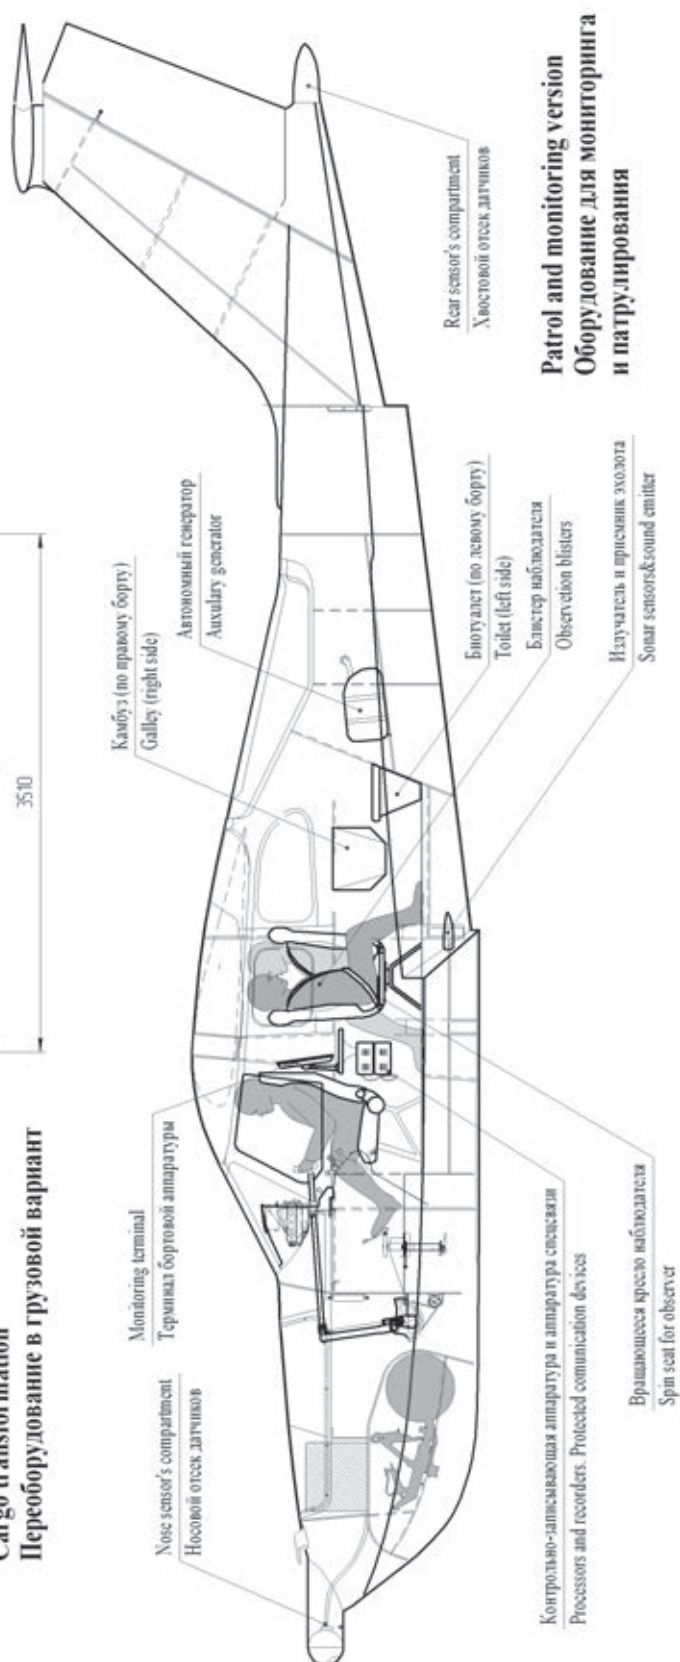 3510
Cargo transformation
Переоборудование в грузовой вариант
Patrol and monitoring version
Оборудование для мониторинга
и патрулирования
Nose sensor's compartment
Носовой отсек датчиков
Monitoring terminal
Терминал бортовой аппаратуры
Камбуз (по правому борту)
Galley (right side)
Автономный генератор
Auxulary generator
Rear sensor's compartment
Хвостовой отсек датчиков
Биотуалет (по левому борту)
Toilet (left side)
Блистер наблюдателя
Observetion blisters
Излучатель и приемник эхолота
Sonar sensors&sound emitter
Контрольно-записывающая аппаратура и аппаратура спецсвязи
Processors and recorders. Protected comunication devices
Вращающееся кресло наблюдателя
Spin seat for observer